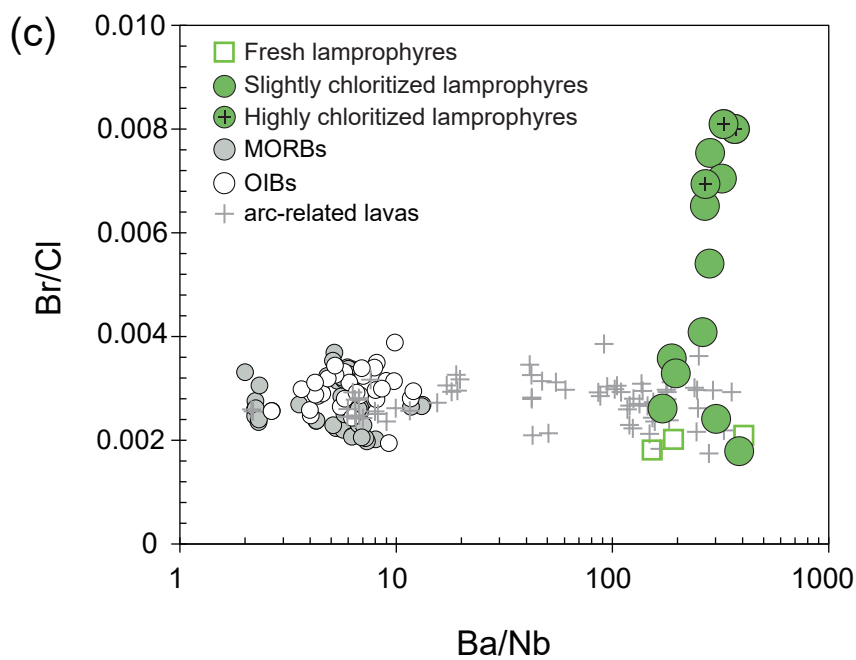 (c)
0.010
0.008
0.006
0.004
0.002
0
Br/Cl
Fresh lamprophyres
Slightly chloritized lamprophyres
Highly chloritized lamprophyres
MORBs
OIBs
arc-related lavas
1
10
100
1000
Ba/Nb